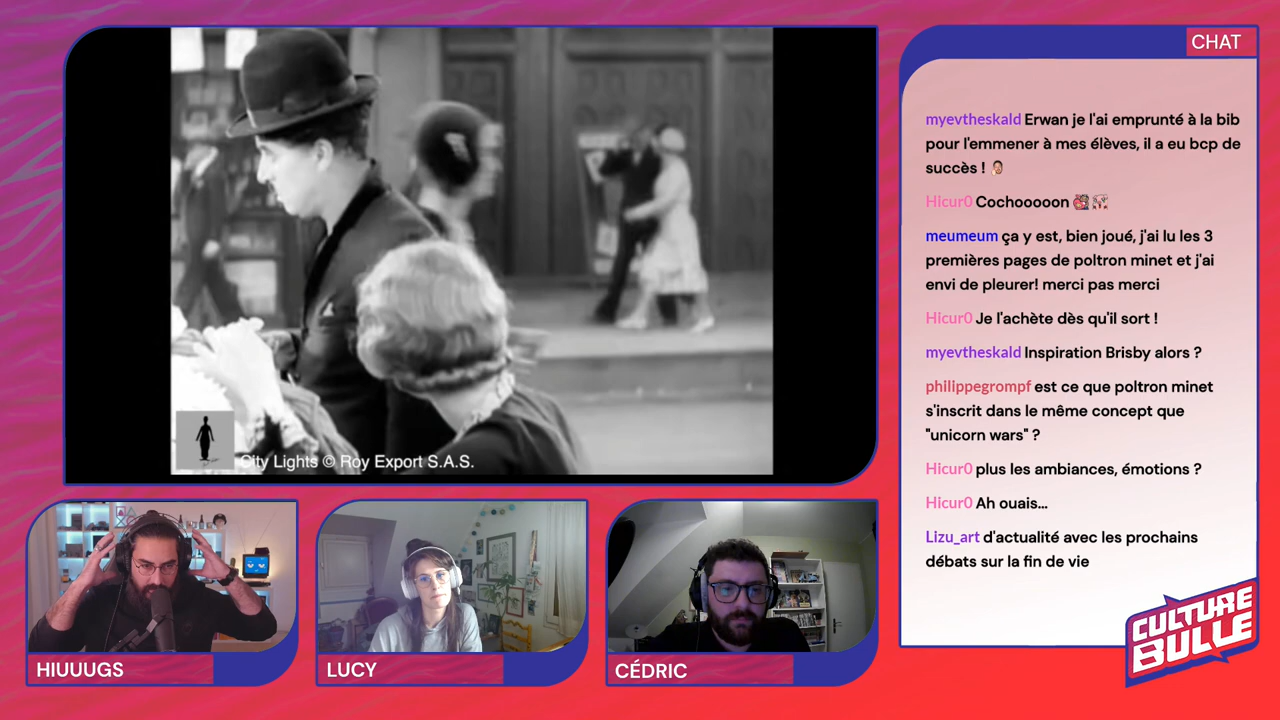 CHAT
myevtheskald Erwan je l'ai emprunté à la bib
pour l'emmener à mes élèves, il a eu bcp de
succès !
Hicur0 Cochooooon
meumeum ça y est, bien joué, j'ai lu les 3
premières pages de poltron minet et j'ai
envi de pleurer! merci pas merci
Hicur0 Je l'achète dès qu'il sort !
myevtheskald Inspiration Brisby alors ?
philippegrompf est ce que poltron minet
s'inscrit dans le même concept que
"unicorn wars" ?
Hicur0 plus les ambiances, émotions ?
Hicur0 Ah ouais...
Lizu_art d'actualité avec les prochains
débats sur la fin de vie
City Lights © Roy Export S.A.S.
HIUUUGS
LUCY
CÉDRIC
CULTURE
BULLE